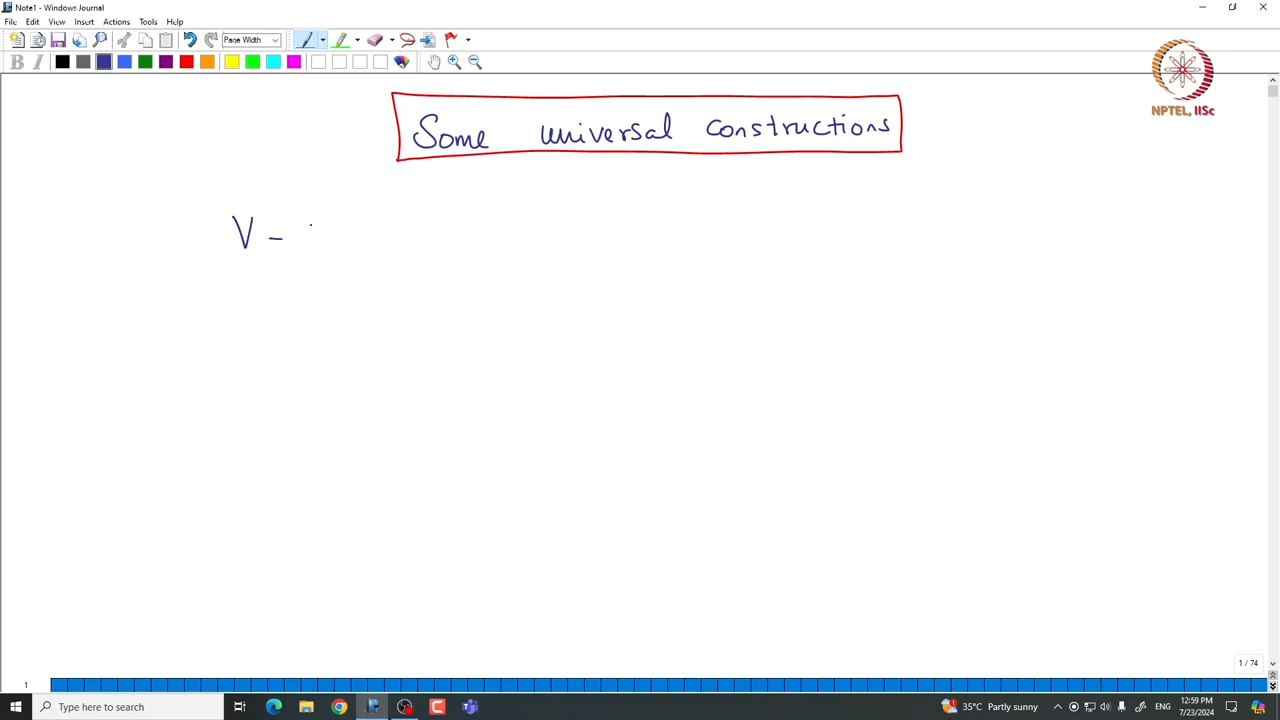 Note1 - Windows Journal
File Edit View Insert Actions Tools Help
Page Width
B I
NPTEL, IISc
Some universal constructions
V -
1 / 74
1
Type here to search
35°C Partly sunny
ENG
12:59 PM
7/23/2024